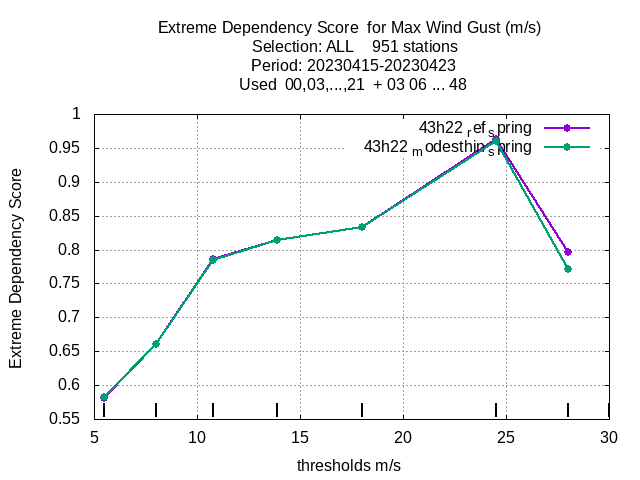 Extreme Dependency Score  for Max Wind Gust (m/s)
Selection: ALL    951 stations
Period: 20230415-20230423
Used  00,03,...,21  + 03 06 ... 48
43h22 ref spring
43h22 modesthin spring
1
0.95
0.9
0.85
0.8
0.75
0.7
0.65
0.6
0.55
Extreme Dependency Score
5 10 15 20 25 30
thresholds m/s